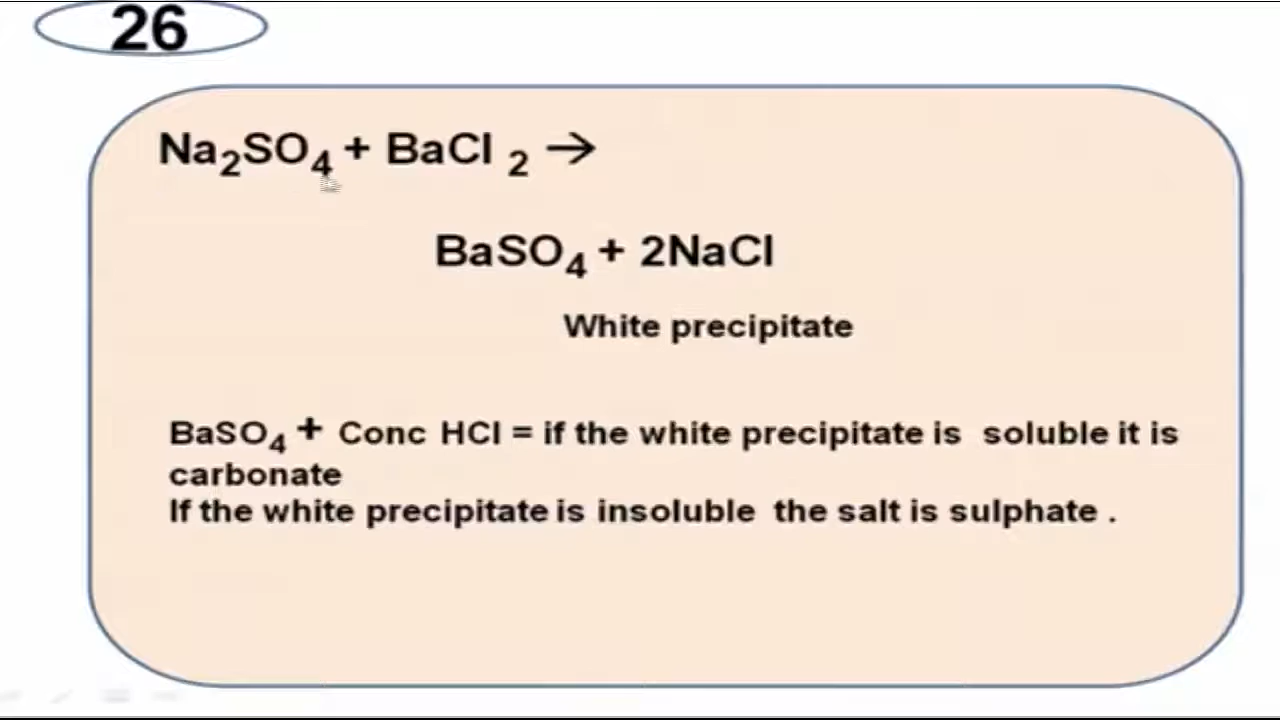 26
Na₂SO₄ + BaCl ₂ →
BaSO₄ + 2NaCl
White precipitate
BaSO₄ + Conc HCl = if the white precipitate is soluble it is
carbonate
If the white precipitate is insoluble the salt is sulphate .